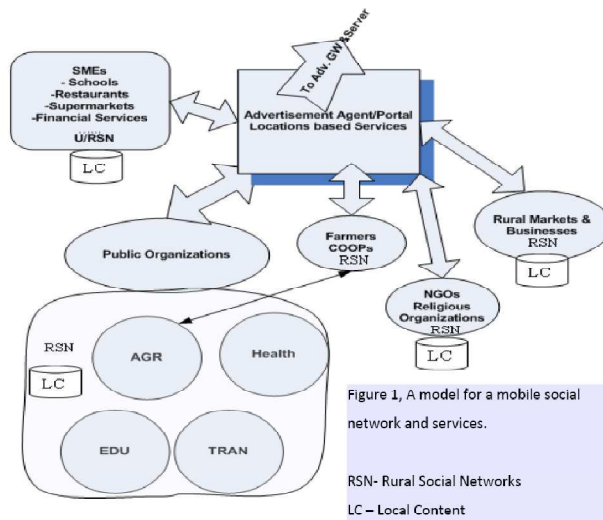 To Adv. GW &Server
SMEs
- Schools
-Restaurants
-Supermarkets
-Financial Services
......
U/RSN
LC
Advertisement Agent/Portal
Locations based Services
Public Organizations
Farmers
COOPs
RSN
Rural Markets &
Businesses
RSN
LC
NGOs
Religious
Organizations
RSN
LC
RSN
LC
AGR
Health
EDU
TRAN
Figure 1, A model for a mobile social
network and services.
RSN- Rural Social Networks
LC – Local Content